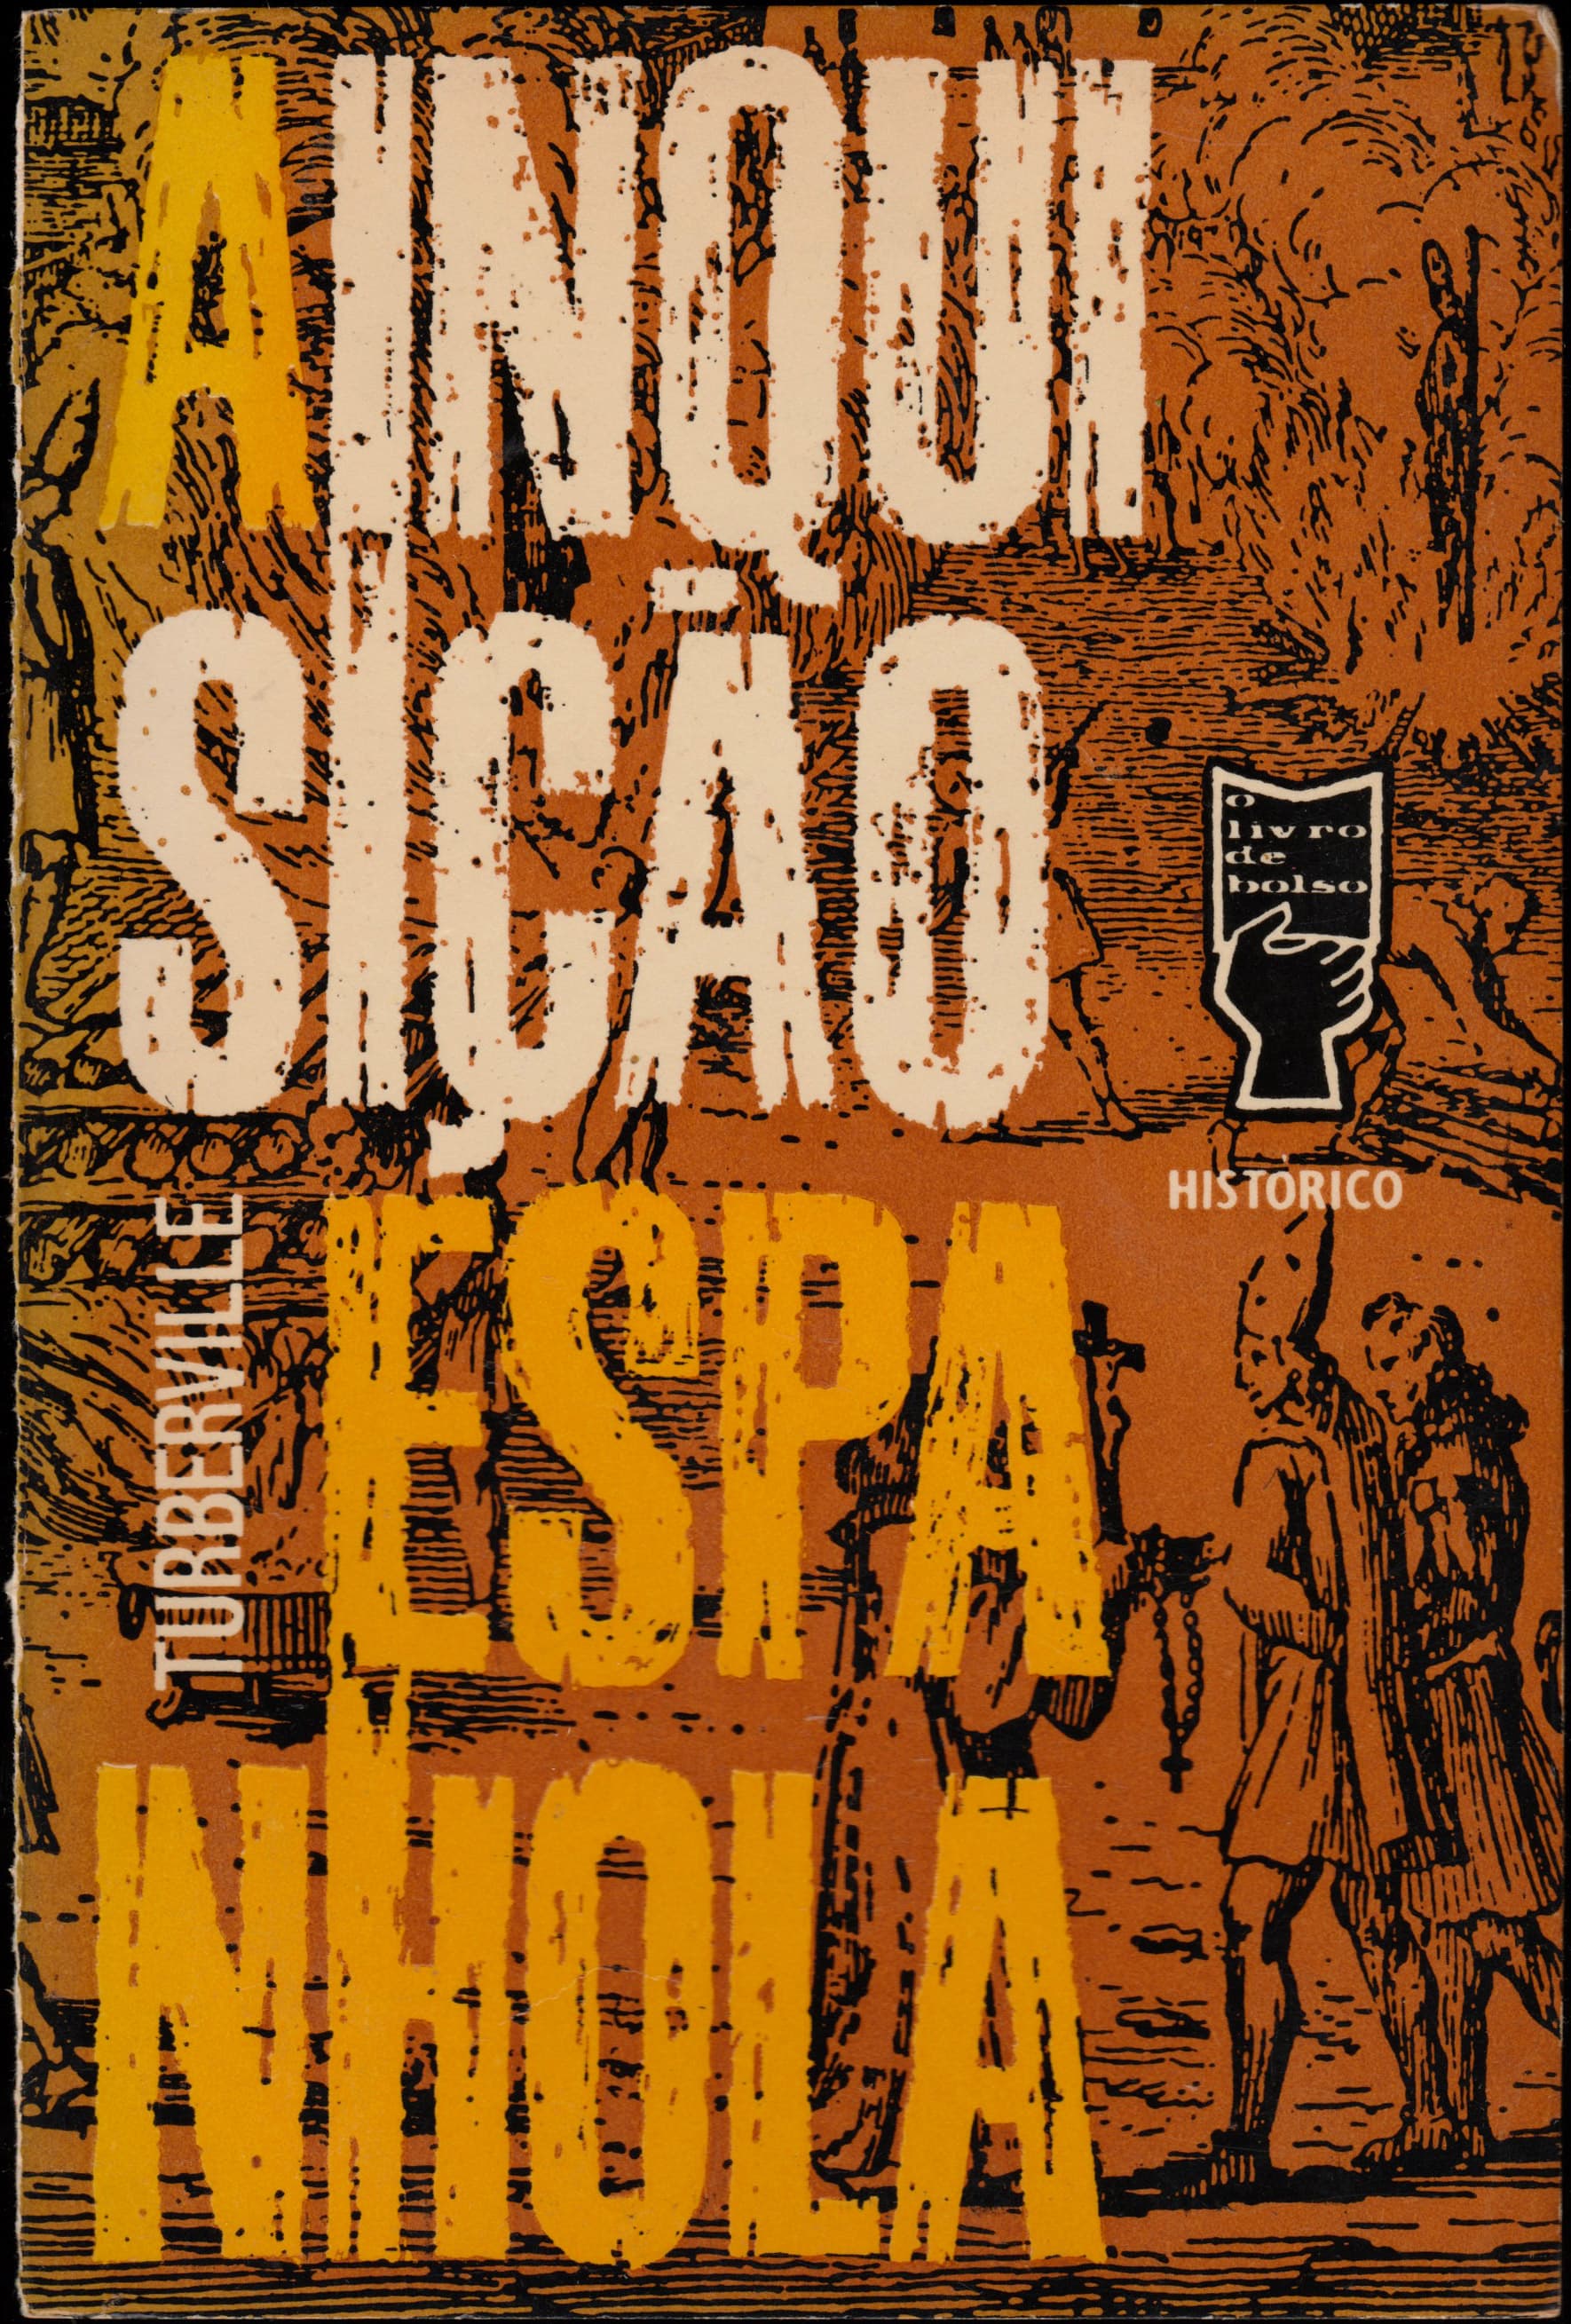 A INQUI
SIÇÃO
ESPA
NHOLA
TURBERVILLE
o
livro
de
bolso
HISTÓRICO